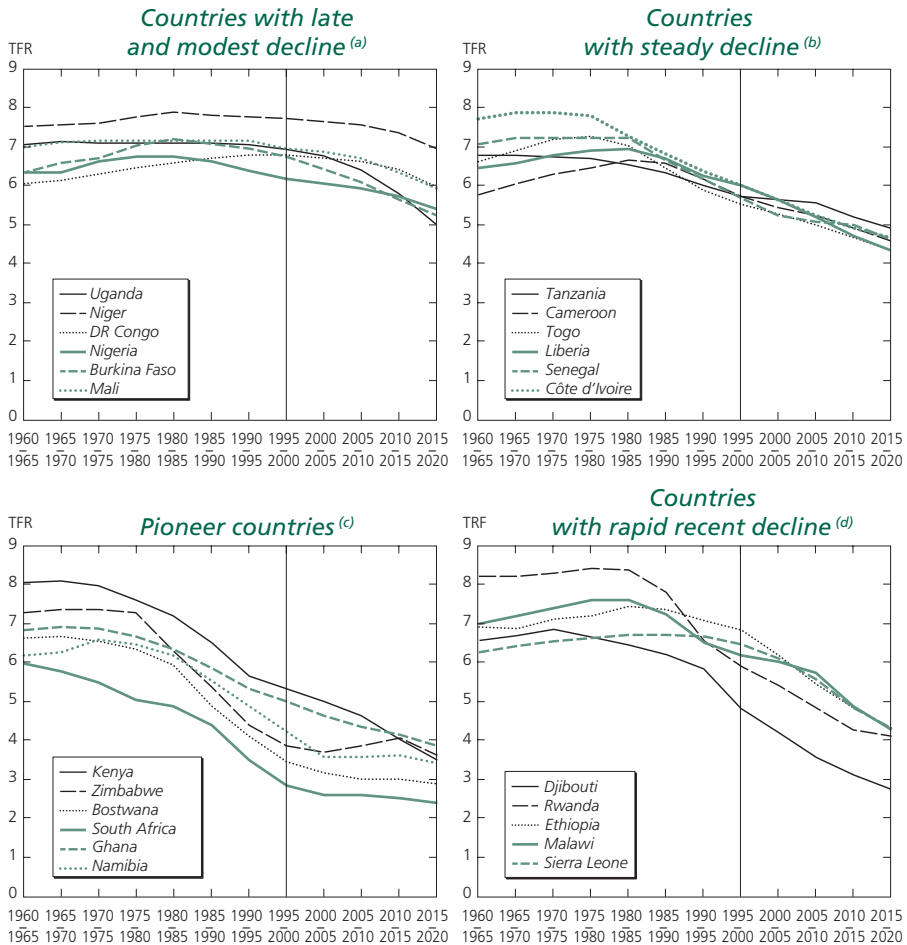 Countries with late
and modest decline (a)
TFR
9
8
7
6
5
4
3
2
1
0
Uganda
Niger
DR Congo
Nigeria
Burkina Faso
Mali
1960 1965 1975 1975 1980 1985 1990 1995 2000 2005 2010 2015
1965 1970 1975 1980 1985 1990 1995 2000 2005 2010 2015 2020
Countries
with steady decline (b)
TFR
9
8
7
6
5
4
3
2
1
0
Tanzania
Cameroon
Togo
Liberia
Senegal
Côte d'Ivoire
1960 1965 1975 1975 1980 1985 1990 1995 2000 2005 2010 2015
1965 1970 1975 1980 1985 1990 1995 2000 2005 2010 2015 2020
Pioneer countries (c)
TFR
9
8
7
6
5
4
3
2
1
0
Kenya
Zimbabwe
Bostwana
South Africa
Ghana
Namibia
1960 1965 1975 1975 1980 1985 1990 1995 2000 2005 2010 2015
1965 1970 1975 1980 1985 1990 1995 2000 2005 2010 2015 2020
Countries
with rapid recent decline (d)
TRF
9
8
7
6
5
4
3
2
1
0
Djibouti
Rwanda
Ethiopia
Malawi
Sierra Leone
1960 1965 1975 1975 1980 1985 1990 1995 2000 2005 2010 2015
1965 1970 1975 1980 1985 1990 1995 2000 2005 2010 2015 2020